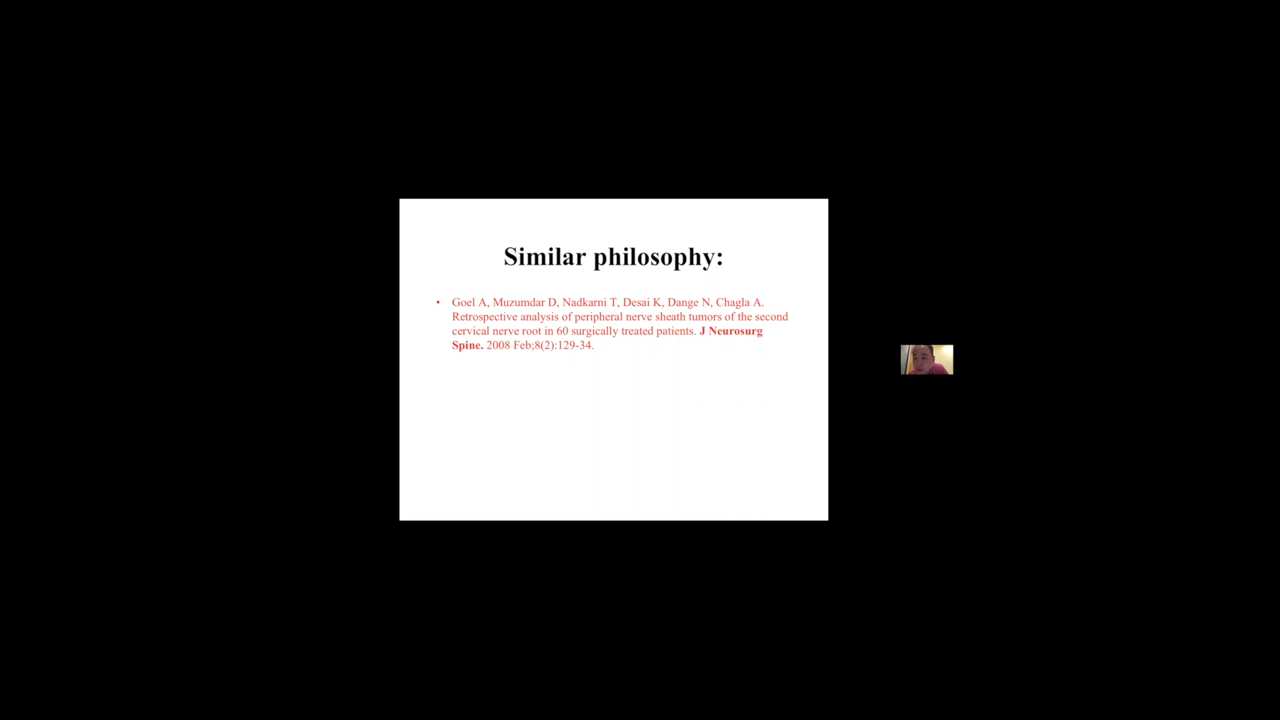 Similar philosophy:
• Goel A, Muzumdar D, Nadkarni T, Desai K, Dange N, Chagla A.
Retrospective analysis of peripheral nerve sheath tumors of the second
cervical nerve root in 60 surgically treated patients. J Neurosurg
Spine. 2008 Feb;8(2):129-34.